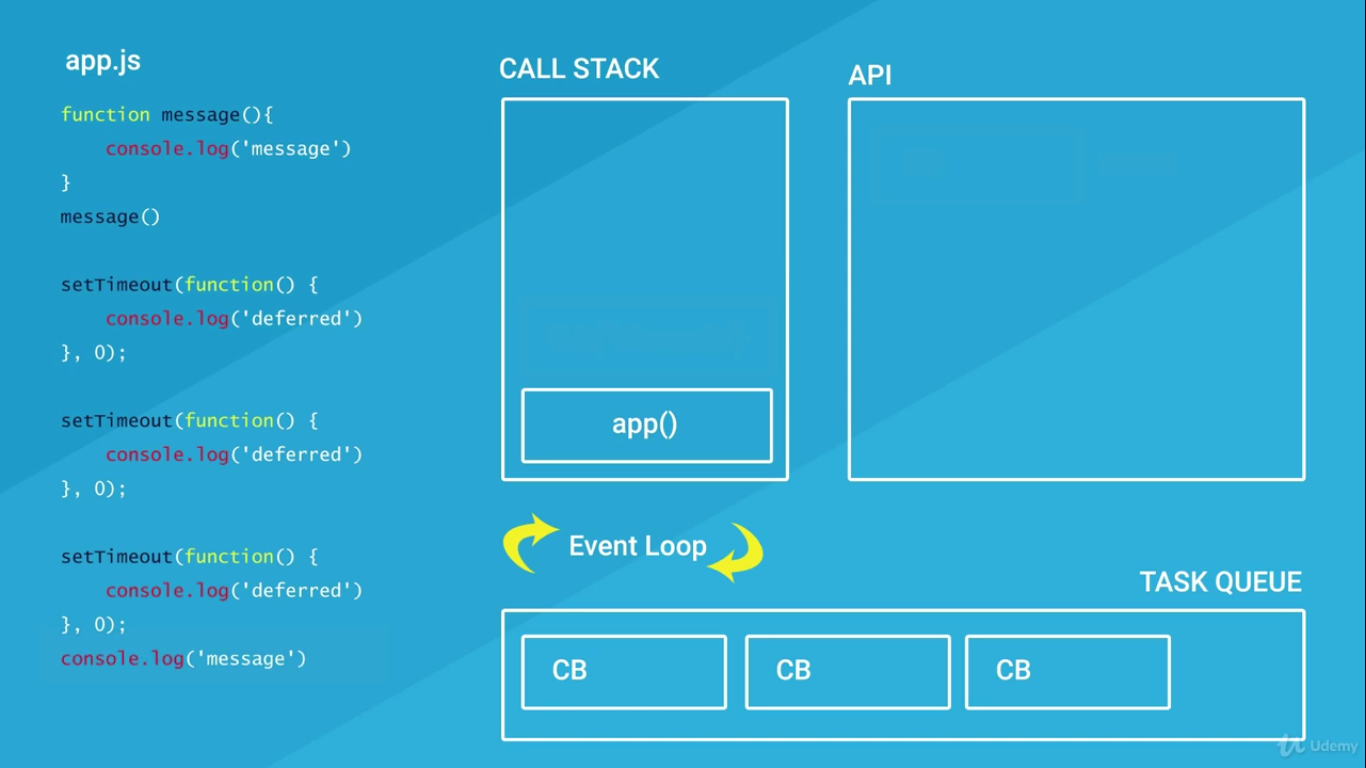 app.js
function message(){
console.log('message')
}
message()
setTimeout(function() {
console.log('deferred')
}, 0);
setTimeout(function() {
console.log('deferred')
}, 0);
setTimeout(function() {
console.log('deferred')
}, 0);
console.log('message')
CALL STACK
app()
API
Event Loop
TASK QUEUE
CB
CB
CB
Udemy